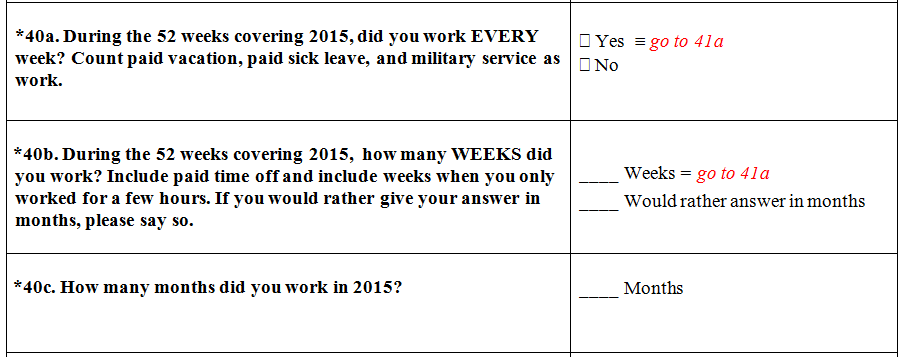 *40a. During the 52 weeks covering 2015, did you work EVERY
week? Count paid vacation, paid sick leave, and military service as
work.
□ Yes ≡ go to 41a
□ No
*40b. During the 52 weeks covering 2015, how many WEEKS did
you work? Include paid time off and include weeks when you only
worked for a few hours. If you would rather give your answer in
months, please say so.
____ Weeks = go to 41a
____ Would rather answer in months
*40c. How many months did you work in 2015?
____ Months